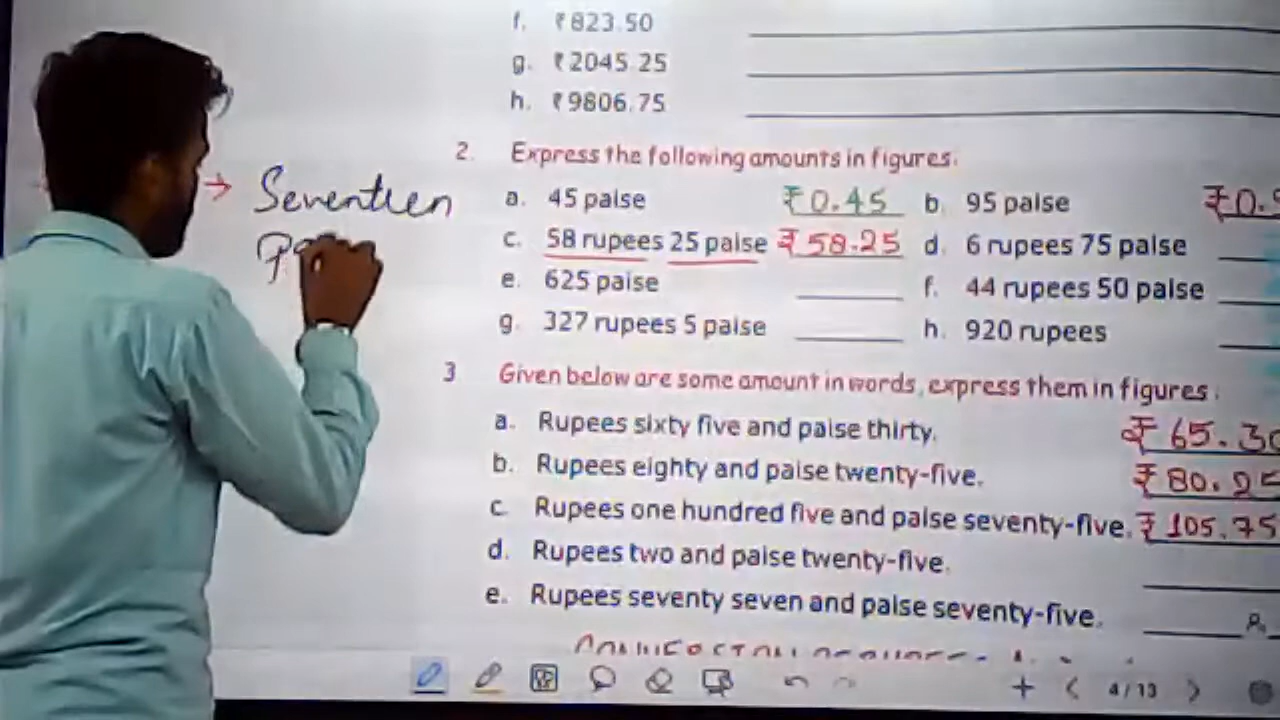 f. ₹823.50
g. ₹2045.25
h. ₹9806.75
2. Express the following amounts in figures.
→ Seventeen
a. 45 paise ₹0.45 b. 95 paise
c. 58 rupees 25 paise ₹58.25 d. 6 rupees 75 paise
e. 625 paise f. 44 rupees 50 paise
g. 327 rupees 5 paise h. 920 rupees
3 Given below are some amount in words, express them in figures.
a. Rupees sixty five and paise thirty. ₹65.30
b. Rupees eighty and paise twenty-five. ₹80.25
c. Rupees one hundred five and paise seventy-five. ₹105.75
d. Rupees two and paise twenty-five.
e. Rupees seventy seven and paise seventy-five.
4/13